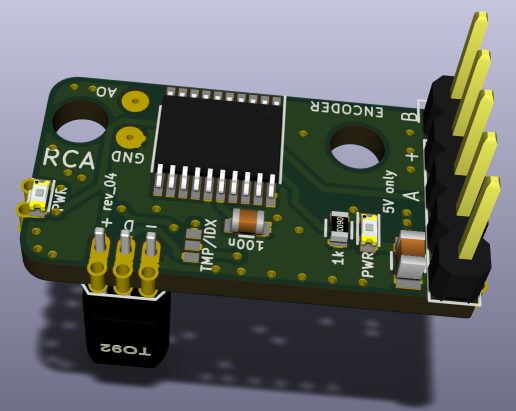 AO
ENCODER
B
GND
RCA
+
PWR
+ rev_04
D
–
A
5V only
TMP/IDX
100n
1k
PWR
TO92